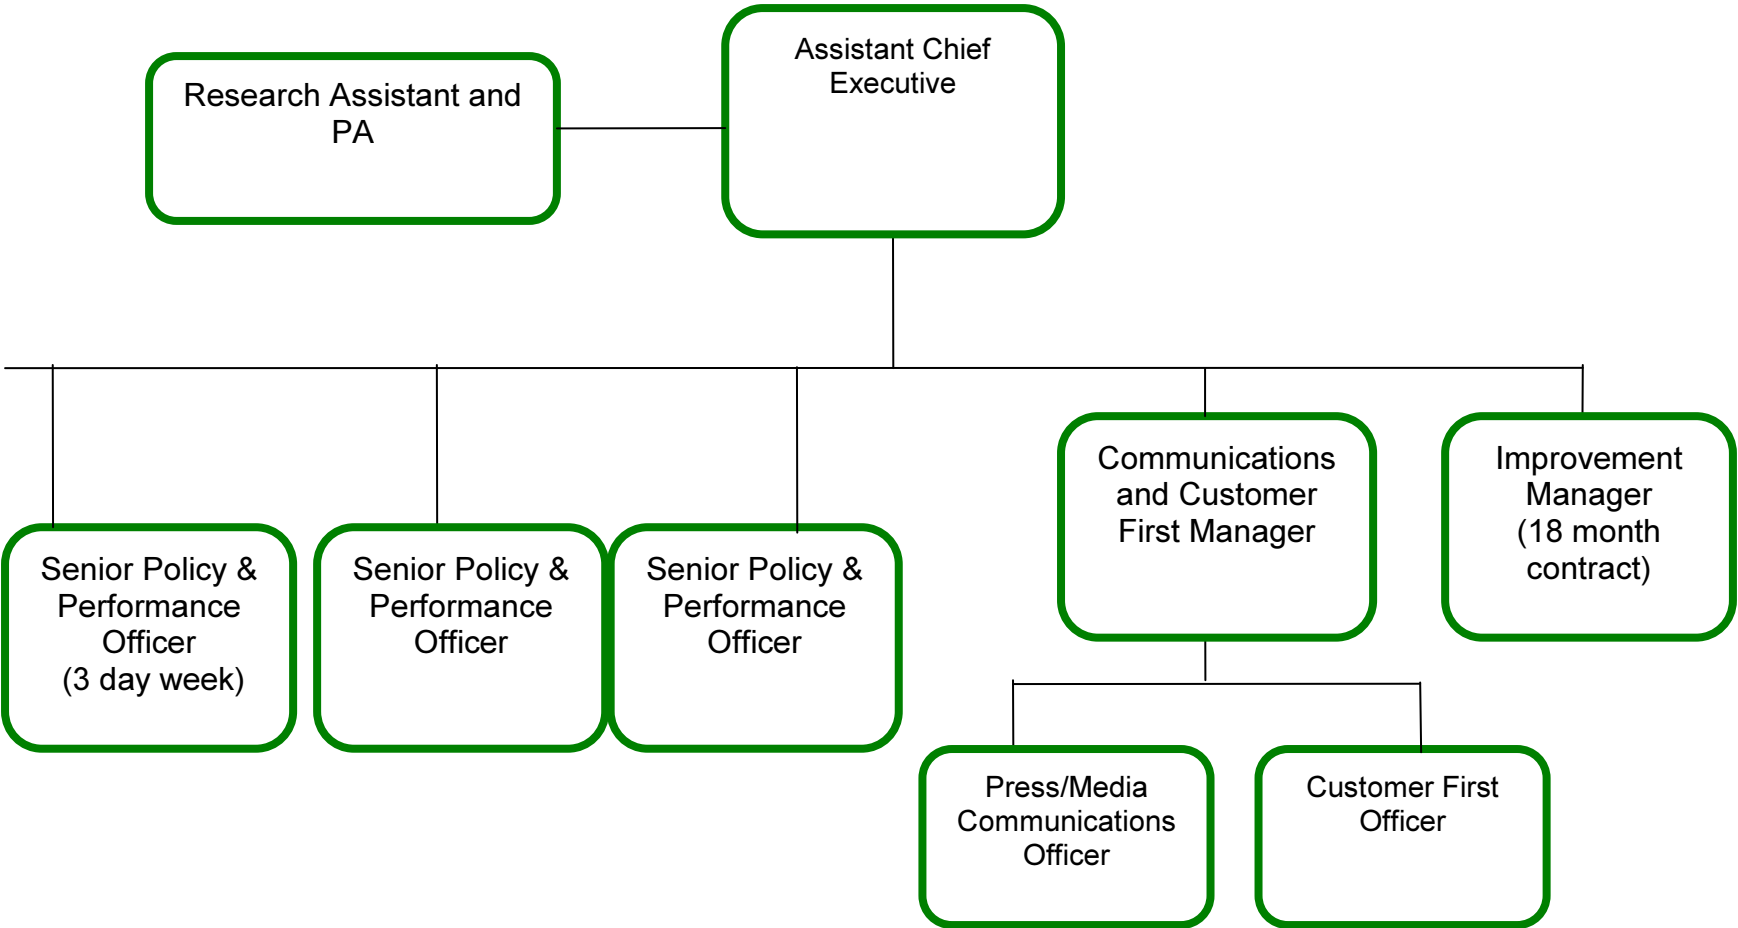 Assistant Chief
Executive
Research Assistant and
PA
Communications
and Customer
First Manager
Improvement
Manager
(18 month
contract)
Senior Policy &
Performance
Officer
(3 day week)
Senior Policy &
Performance
Officer
Senior Policy &
Performance
Officer
Press/Media
Communications
Officer
Customer First
Officer